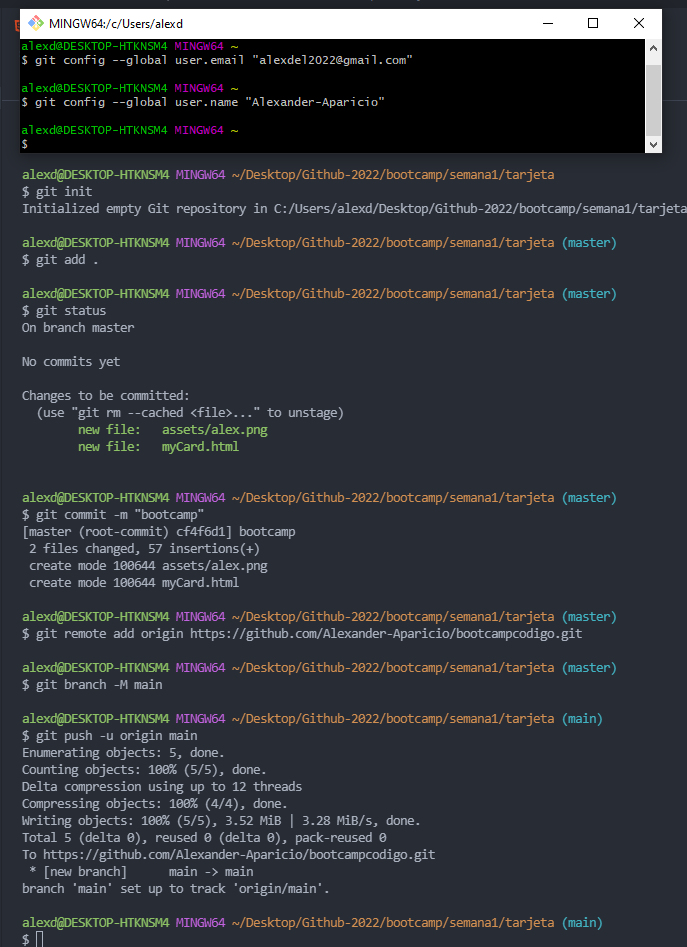 MINGW64:/c/Users/alexd
alexd@DESKTOP-HTKNSM4 MINGW64 ~
$ git config --global user.email "alexdel2022@gmail.com"
alexd@DESKTOP-HTKNSM4 MINGW64 ~
$ git config --global user.name "Alexander-Aparicio"
alexd@DESKTOP-HTKNSM4 MINGW64 ~
$
alexd@DESKTOP-HTKNSM4 MINGW64 ~/Desktop/Github-2022/bootcamp/semana1/tarjeta
$ git init
Initialized empty Git repository in C:/Users/alexd/Desktop/Github-2022/bootcamp/semana1/tarjeta
alexd@DESKTOP-HTKNSM4 MINGW64 ~/Desktop/Github-2022/bootcamp/semana1/tarjeta (master)
$ git add .
alexd@DESKTOP-HTKNSM4 MINGW64 ~/Desktop/Github-2022/bootcamp/semana1/tarjeta (master)
$ git status
On branch master
No commits yet
Changes to be committed:
(use "git rm --cached <file>..." to unstage)
new file:   assets/alex.png
new file:   myCard.html
alexd@DESKTOP-HTKNSM4 MINGW64 ~/Desktop/Github-2022/bootcamp/semana1/tarjeta (master)
$ git commit -m "bootcamp"
[master (root-commit) cf4f6d1] bootcamp
2 files changed, 57 insertions(+)
create mode 100644 assets/alex.png
create mode 100644 myCard.html
alexd@DESKTOP-HTKNSM4 MINGW64 ~/Desktop/Github-2022/bootcamp/semana1/tarjeta (master)
$ git remote add origin https://github.com/Alexander-Aparicio/bootcampcodigo.git
alexd@DESKTOP-HTKNSM4 MINGW64 ~/Desktop/Github-2022/bootcamp/semana1/tarjeta (master)
$ git branch -M main
alexd@DESKTOP-HTKNSM4 MINGW64 ~/Desktop/Github-2022/bootcamp/semana1/tarjeta (main)
$ git push -u origin main
Enumerating objects: 5, done.
Counting objects: 100% (5/5), done.
Delta compression using up to 12 threads
Compressing objects: 100% (4/4), done.
Writing objects: 100% (5/5), 3.52 MiB | 3.28 MiB/s, done.
Total 5 (delta 0), reused 0 (delta 0), pack-reused 0
To https://github.com/Alexander-Aparicio/bootcampcodigo.git
* [new branch]      main -> main
branch 'main' set up to track 'origin/main'.
alexd@DESKTOP-HTKNSM4 MINGW64 ~/Desktop/Github-2022/bootcamp/semana1/tarjeta (main)
$